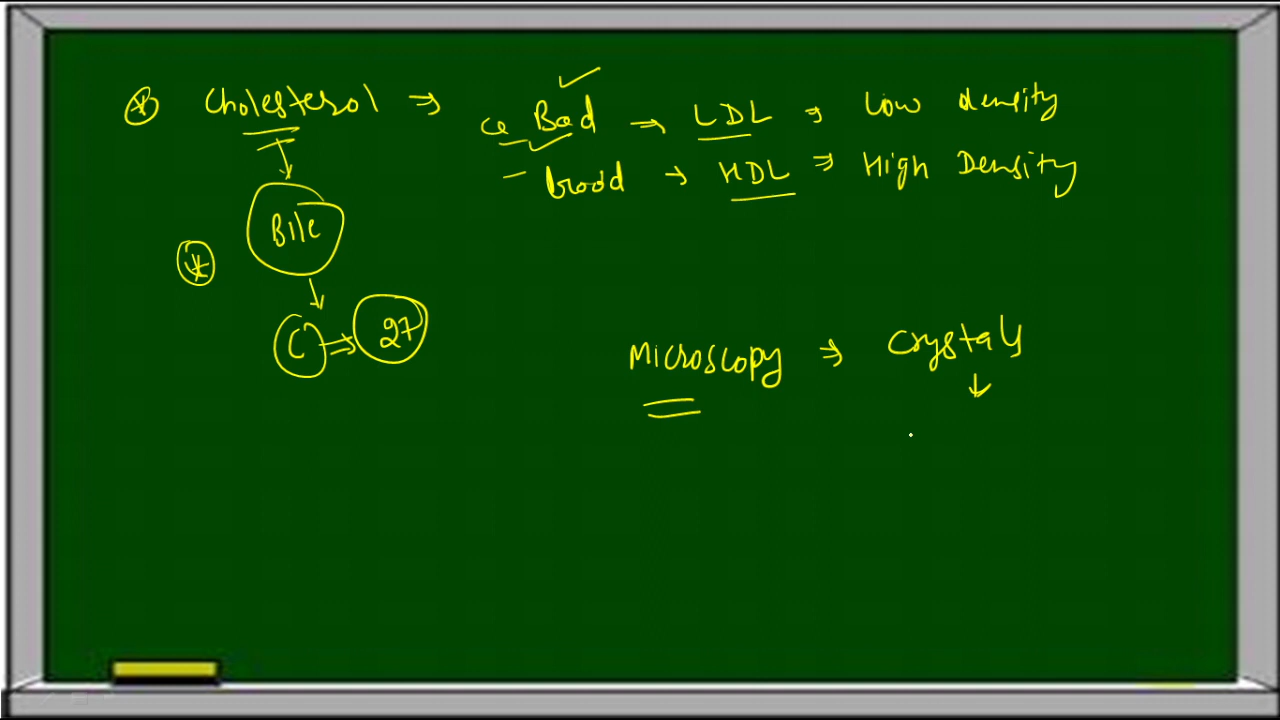 Cholesterol ⇒ Bad → LDL ⇒ Low density
- Good → HDL ⇒ High Density
Bile
C ⇒ 27
Microscopy ⇒ Crystals